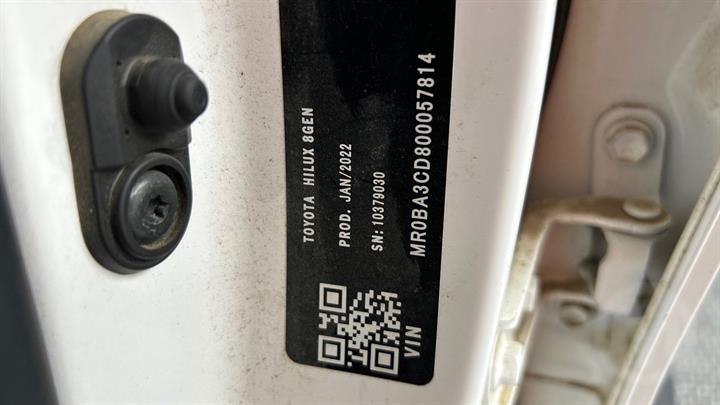 TOYOTA HILUX 8GEN
PROD. JAN/2022
SN: 10379030
VIN MR0BA3CD800057814